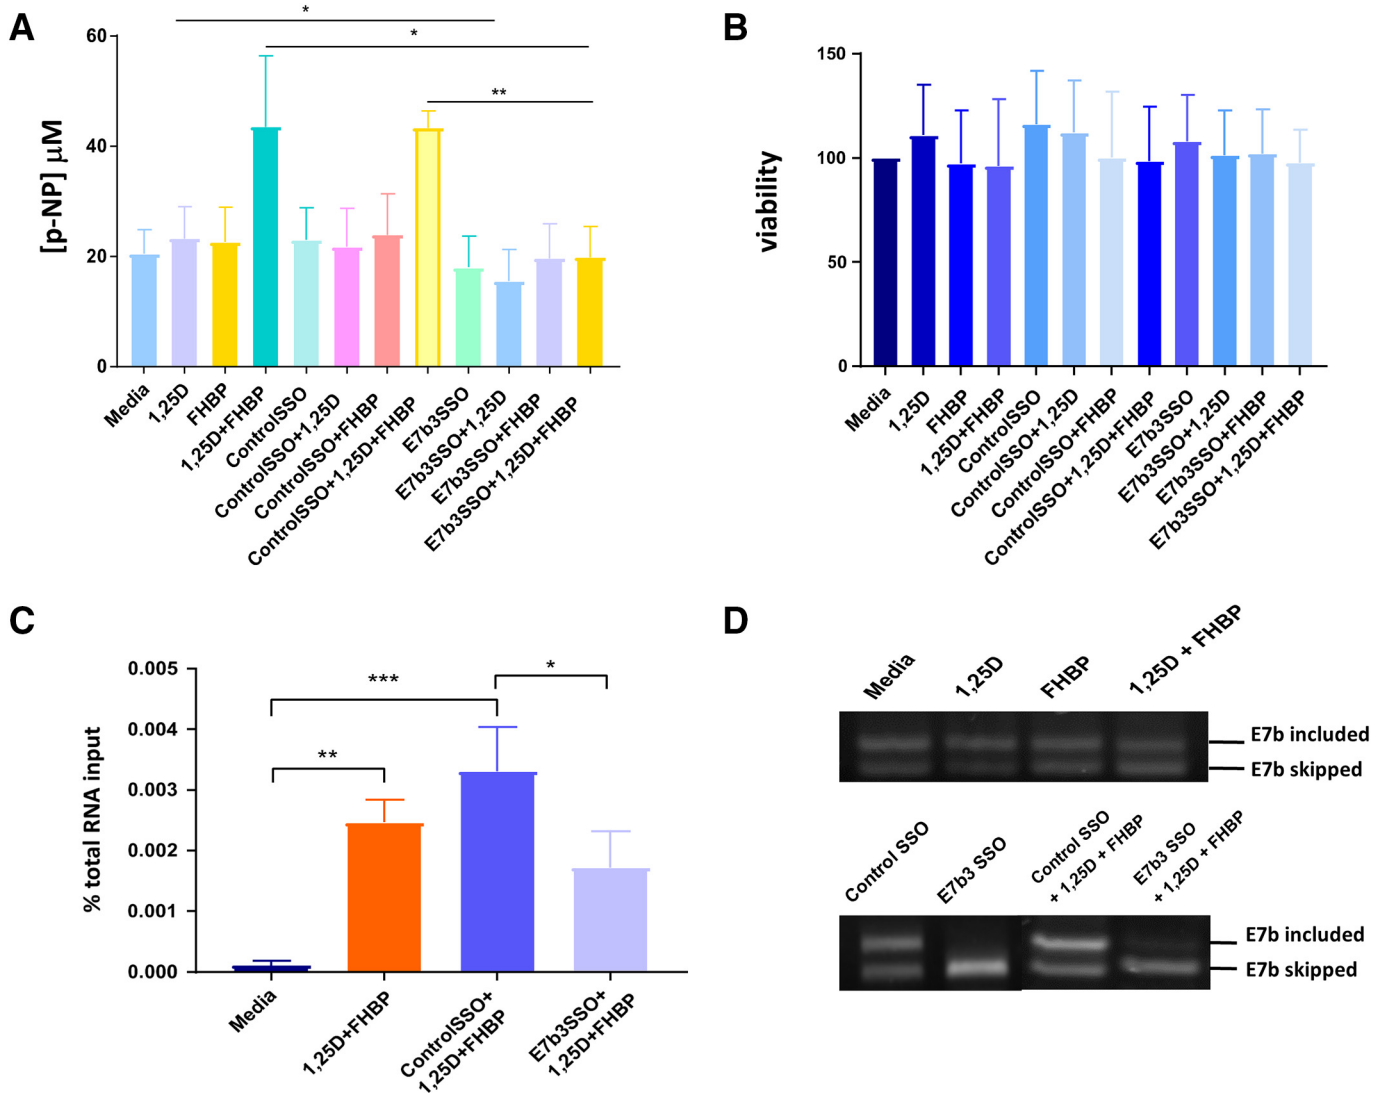 A
*
*
**
60
40
20
0
[p-NP] µM
Media
1,25D
FHBP
1,25D+FHBP
ControlSSO
ControlSSO+1,25D
ControlSSO+FHBP
ControlSSO+1,25D+FHBP
E7b3SSO
E7b3SSO+1,25D
E7b3SSO+FHBP
E7b3SSO+1,25D+FHBP
B
150
100
50
0
viability
Media
1,25D
FHBP
1,25D+FHBP
ControlSSO
ControlSSO+1,25D
ControlSSO+FHBP
ControlSSO+1,25D+FHBP
E7b3SSO
E7b3SSO+1,25D
E7b3SSO+FHBP
E7b3SSO+1,25D+FHBP
C
***
*
**
0.005
0.004
0.003
0.002
0.001
0.000
% total RNA input
Media
1,25D+FHBP
ControlSSO+
1,25D+FHBP
E7b3SSO+
1,25D+FHBP
D
Media
1,25D
FHBP
1,25D + FHBP
E7b included
E7b skipped
Control SSO
E7b3 SSO
Control SSO
+ 1,25D + FHBP
E7b3 SSO
+ 1,25D + FHBP
E7b included
E7b skipped